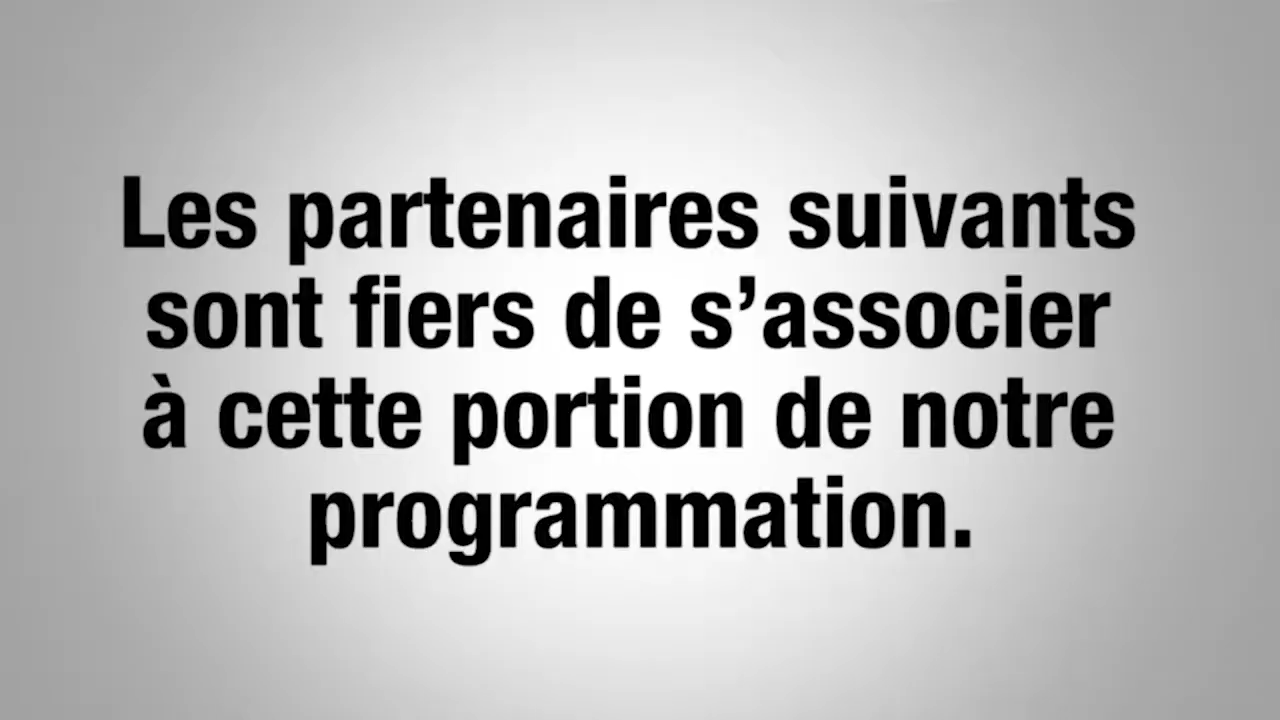 Les partenaires suivants
sont fiers de s’associer
à cette portion de notre
programmation.